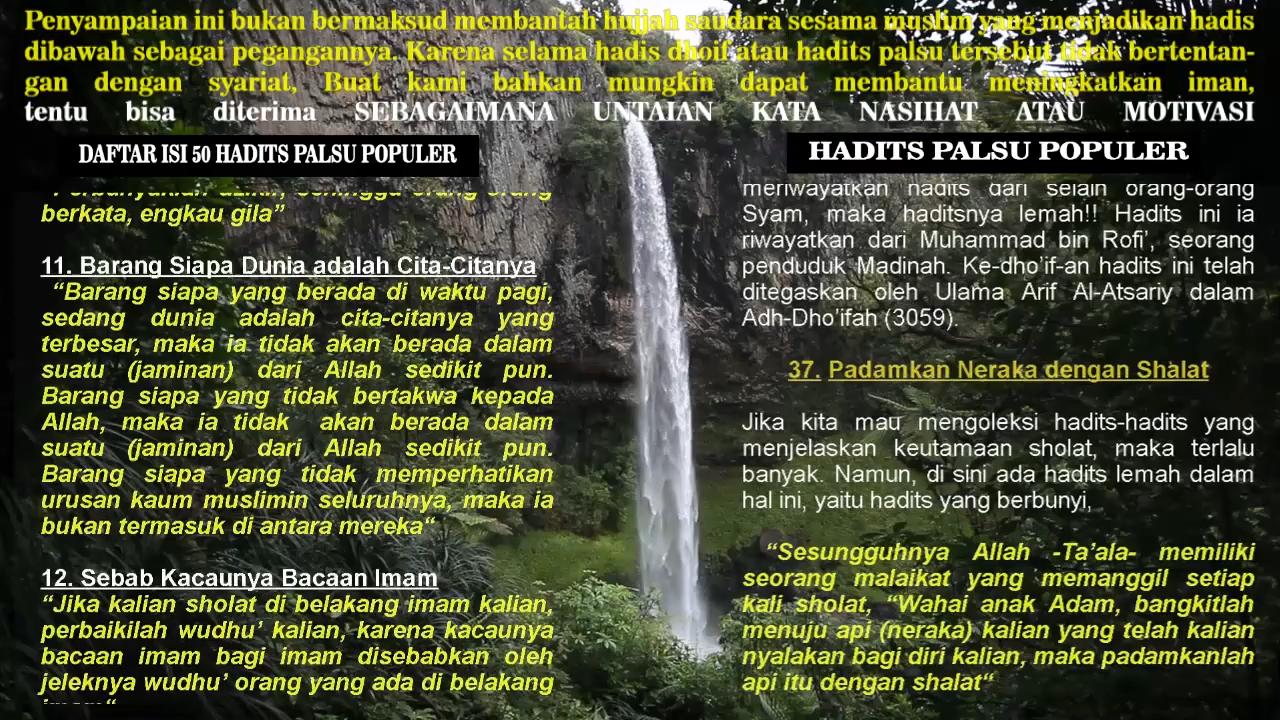 Penyampaian ini bukan bermaksud membantah hujjah saudara sesama muslim yang menjadikan hadis
dibawah sebagai pegangannya. Karena selama hadis dhoif atau hadits palsu tersebut tidak bertentan-
gan dengan syariat, Buat kami bahkan mungkin dapat membantu meningkatkan iman,
tentu bisa diterima SEBAGAIMANA UNTAIAN KATA NASIHAT ATAU MOTIVASI
DAFTAR ISI 50 HADITS PALSU POPULER
"Perbanyaklah dzikir, sehingga orang-orang
berkata, engkau gila”
11. Barang Siapa Dunia adalah Cita-Citanya
“Barang siapa yang berada di waktu pagi,
sedang dunia adalah cita-citanya yang
terbesar, maka ia tidak akan berada dalam
suatu (jaminan) dari Allah sedikit pun.
Barang siapa yang tidak bertakwa kepada
Allah, maka ia tidak akan berada dalam
suatu (jaminan) dari Allah sedikit pun.
Barang siapa yang tidak memperhatikan
urusan kaum muslimin seluruhnya, maka ia
bukan termasuk di antara mereka“
12. Sebab Kacaunya Bacaan Imam
“Jika kalian sholat di belakang imam kalian,
perbaikilah wudhu’ kalian, karena kacaunya
bacaan imam bagi imam disebabkan oleh
jeleknya wudhu’ orang yang ada di belakang
HADITS PALSU POPULER
meriwayatkan hadits dari selain orang-orang
Syam, maka haditsnya lemah!! Hadits ini ia
riwayatkan dari Muhammad bin Rofi’, seorang
penduduk Madinah. Ke-dho’if-an hadits ini telah
ditegaskan oleh Ulama Arif Al-Atsariy dalam
Adh-Dho’ifah (3059).
37. Padamkan Neraka dengan Shalat
Jika kita mau mengoleksi hadits-hadits yang
menjelaskan keutamaan sholat, maka terlalu
banyak. Namun, di sini ada hadits lemah dalam
hal ini, yaitu hadits yang berbunyi,
“Sesungguhnya Allah -Ta’ala- memiliki
seorang malaikat yang memanggil setiap
kali sholat, “Wahai anak Adam, bangkitlah
menuju api (neraka) kalian yang telah kalian
nyalakan bagi diri kalian, maka padamkanlah
api itu dengan shalat“